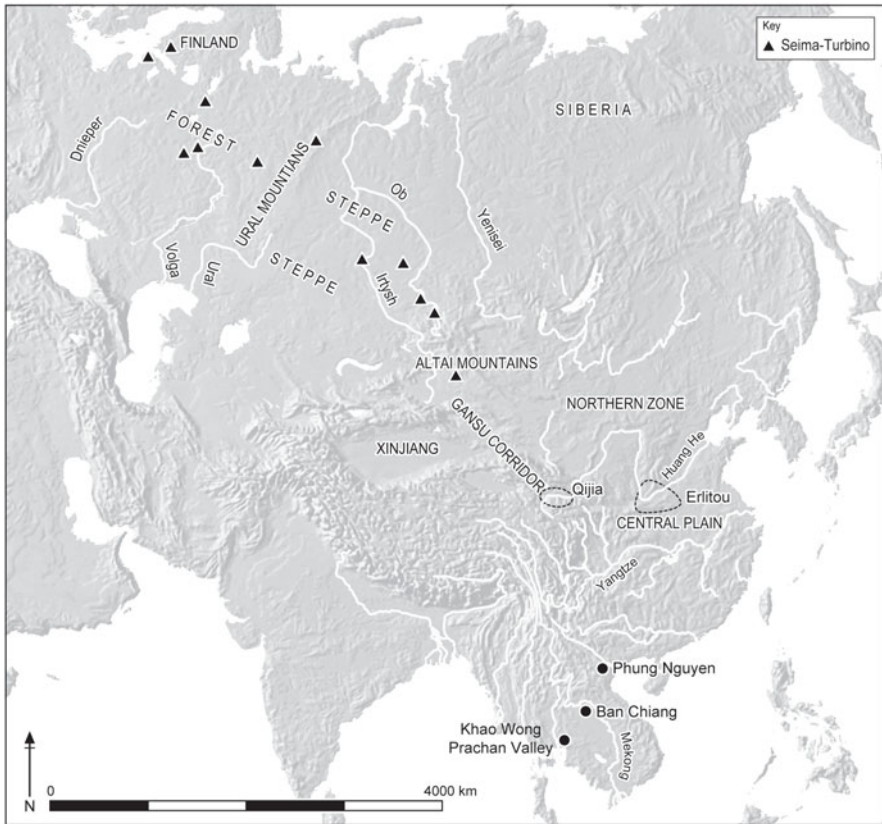 Key
Seima-Turbino
FINLAND
SIBERIA
Dnieper
FOREST
URAL MOUNTIANS
Ob
STEPPE
Yenisei
Volga
Ural
STEPPE
Irtysh
ALTAI MOUNTAINS
NORTHERN ZONE
GANSU CORRIDOR
XINJIANG
Huang He
Qijia
Erlitou
CENTRAL PLAIN
Yangtze
Phung Nguyen
Ban Chiang
Khao Wong
Prachan Valley
Mekong
N
0
4000 km